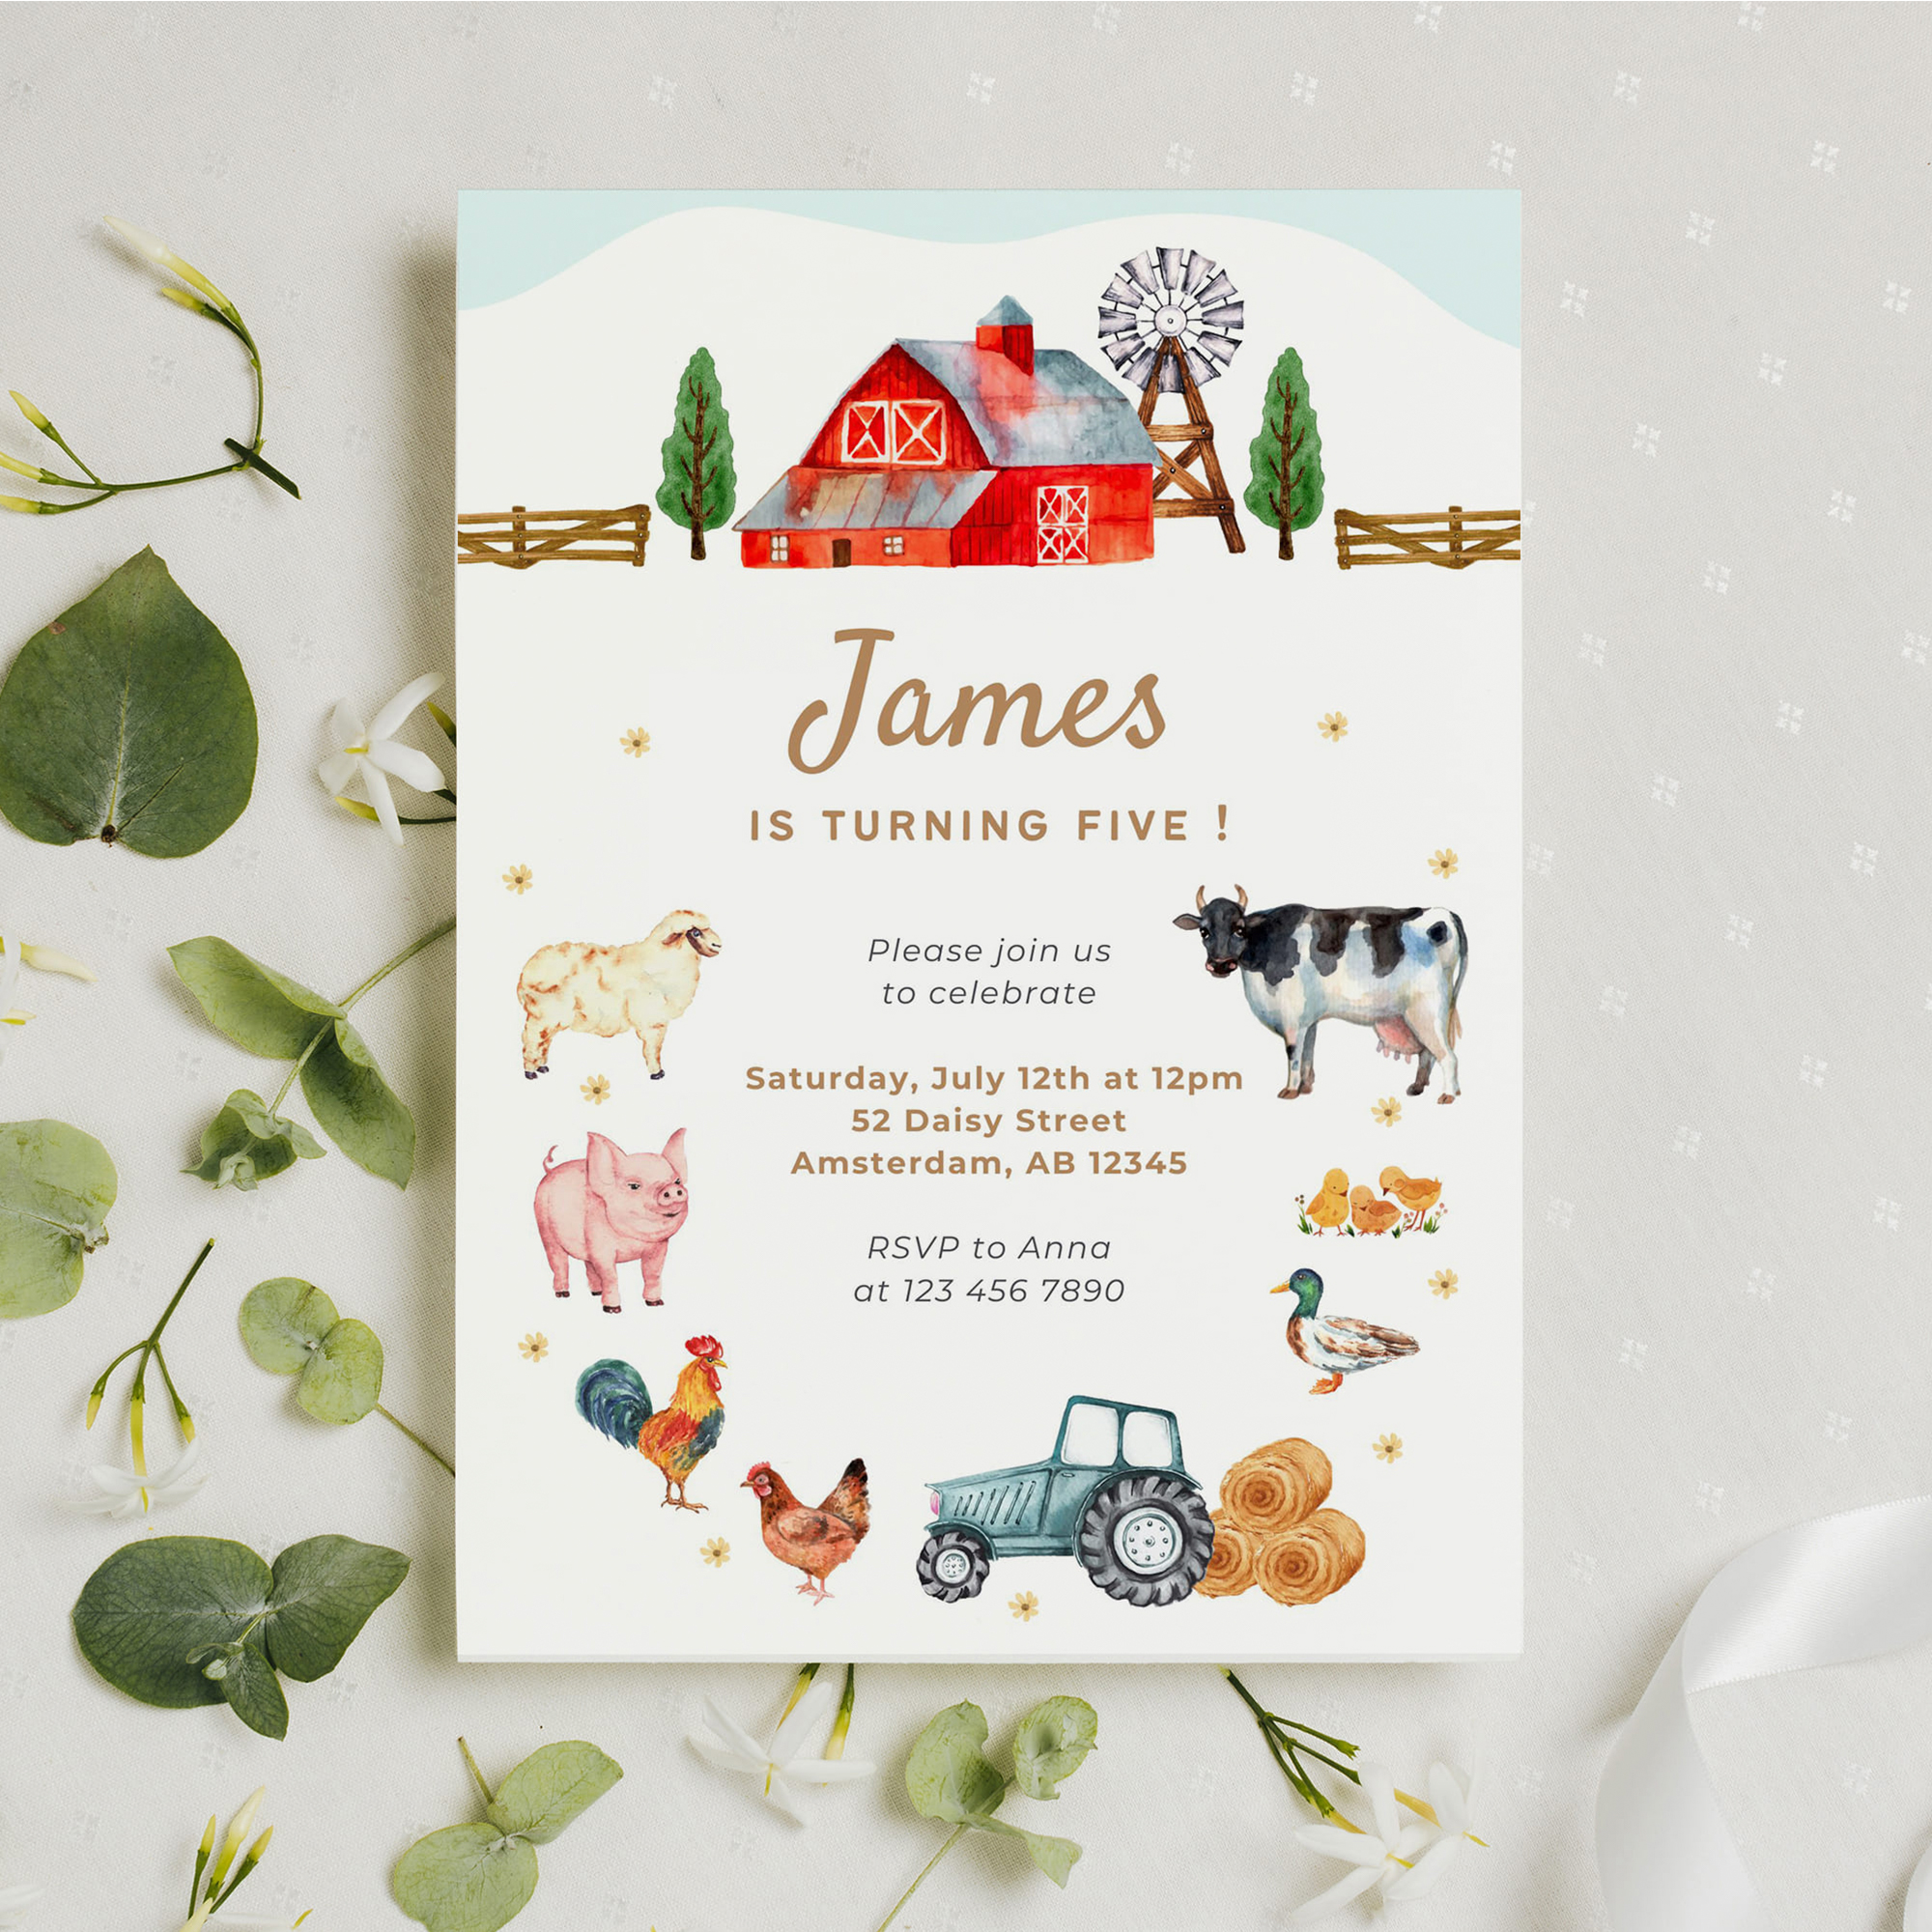 James
IS TURNING FIVE !
Please join us
to celebrate
Saturday, July 12th at 12pm
52 Daisy Street
Amsterdam, AB 12345
RSVP to Anna
at 123 456 7890